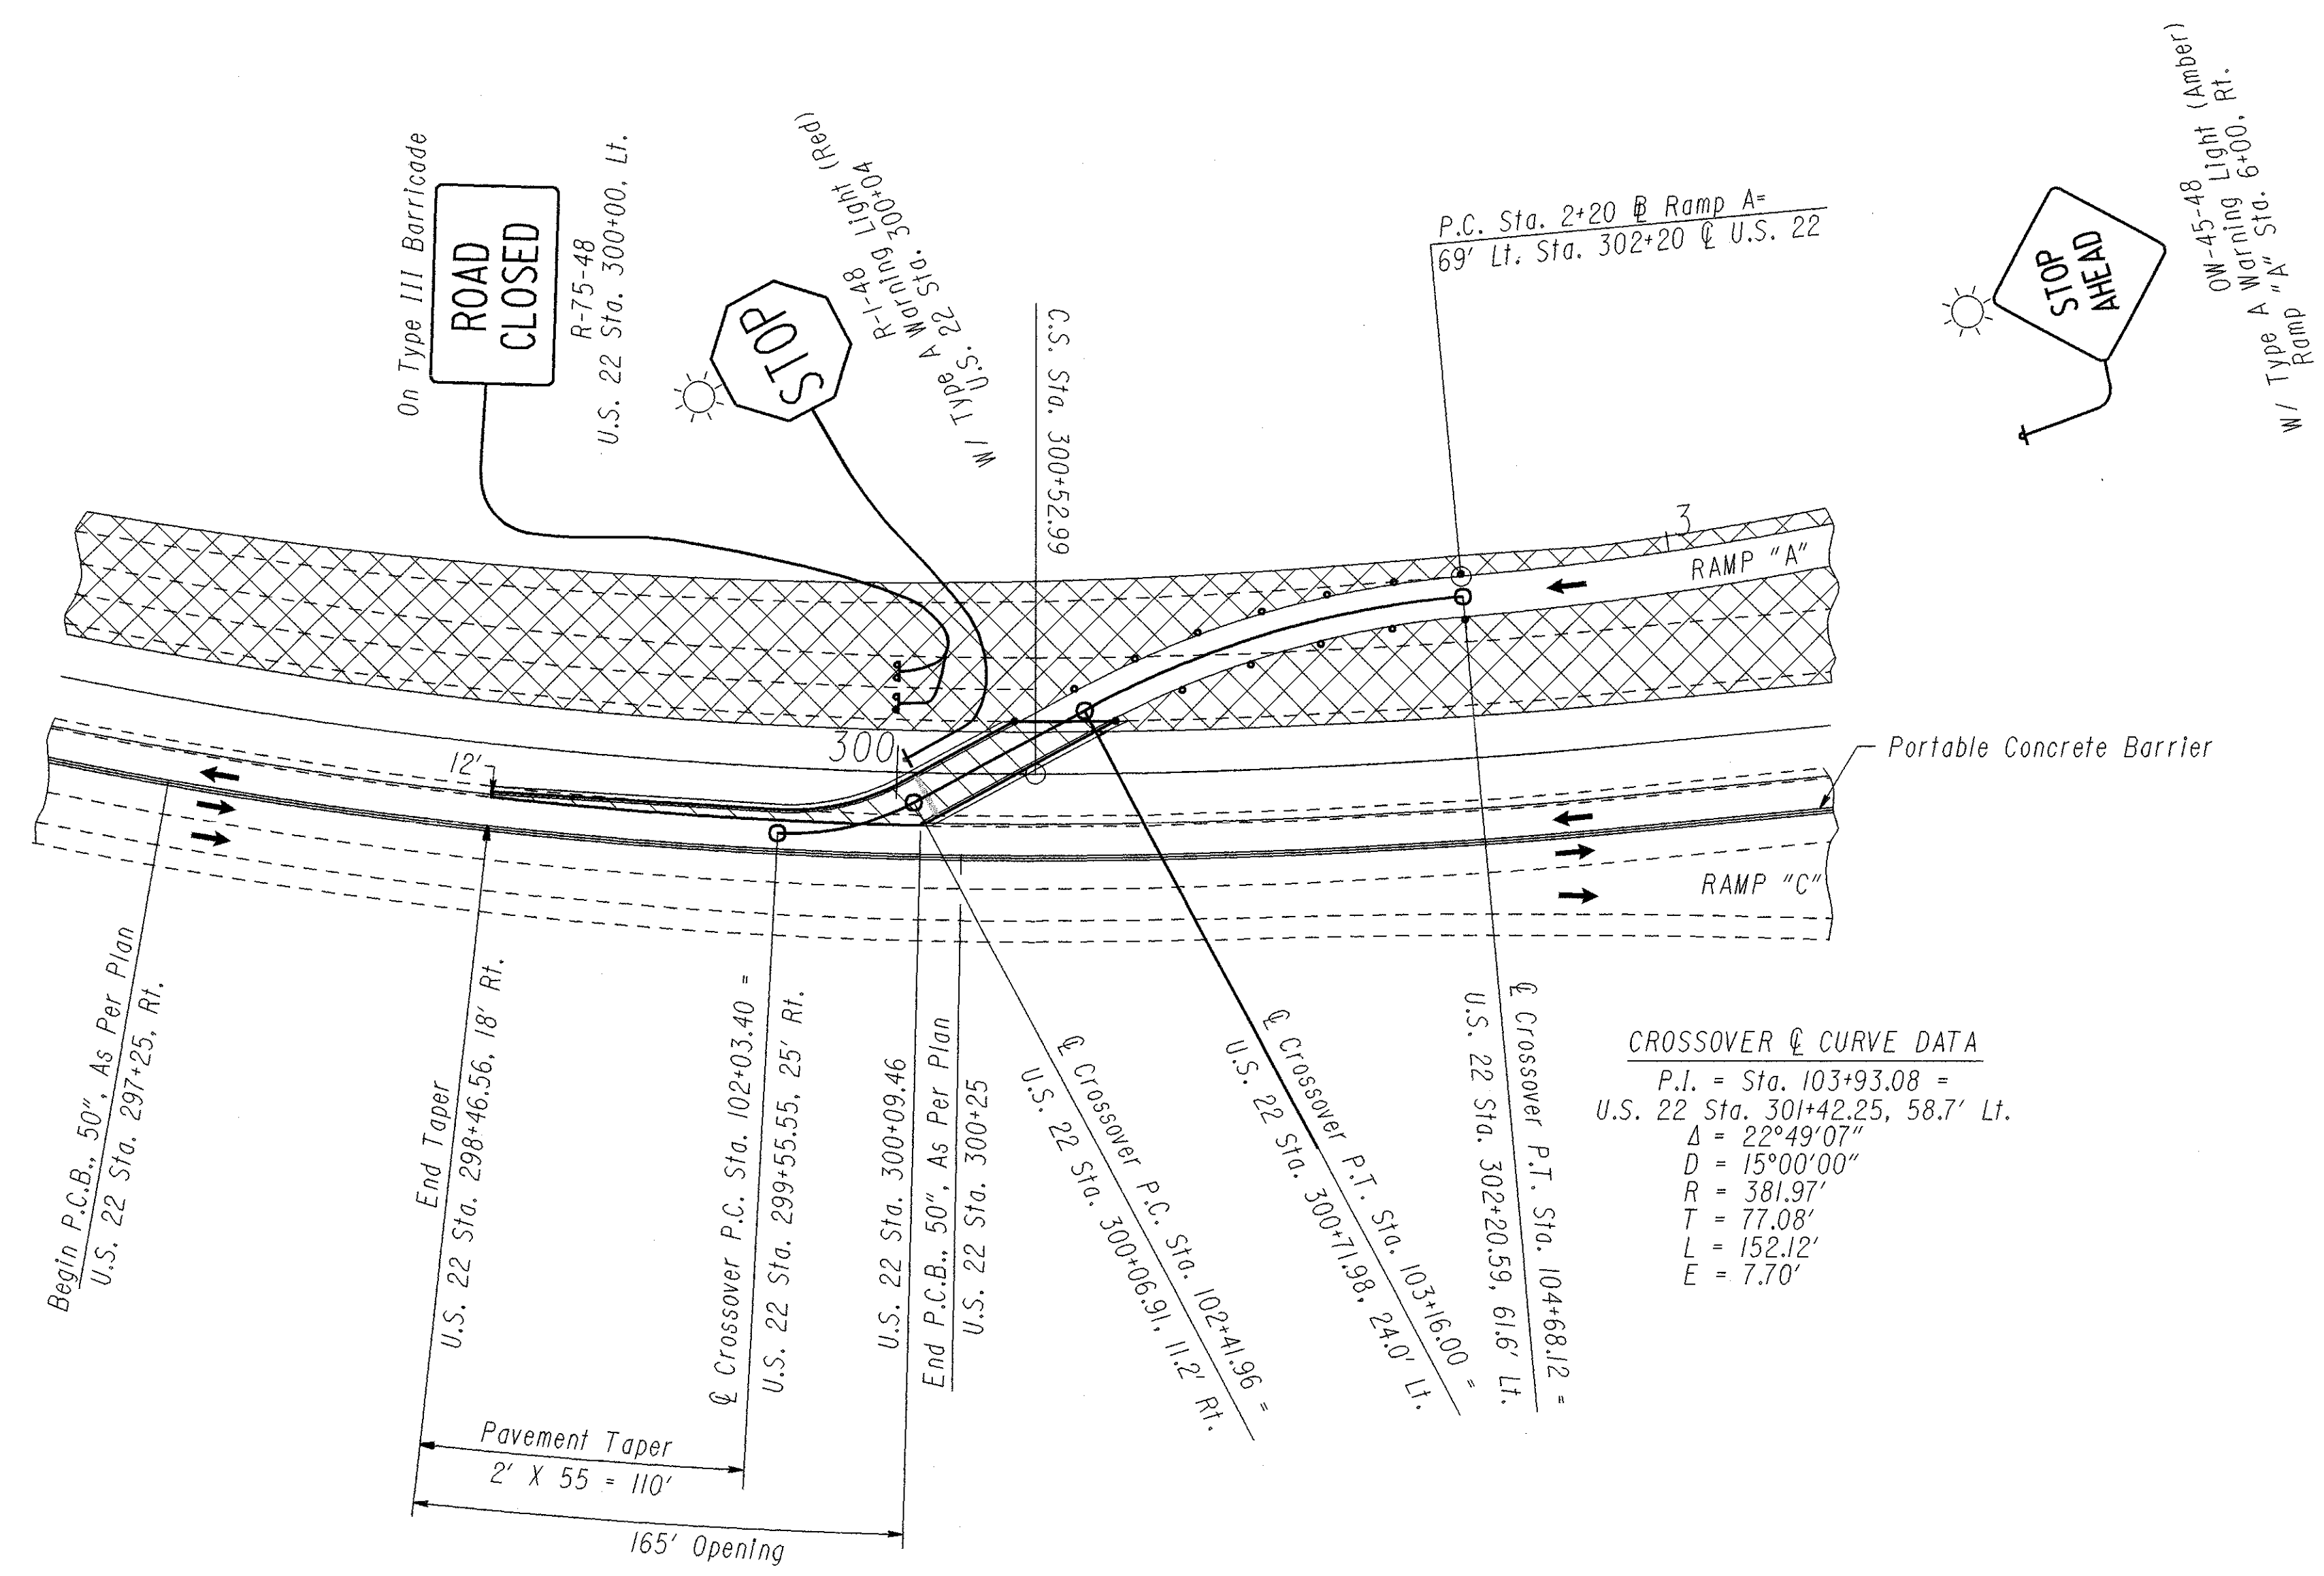 On Type III Barricade
ROAD
CLOSED
R-75-48
U.S. 22 Sta. 300+00, Lt.
STOP
R-1-48
W/ Type A Warning Light (Red)
U.S. 22 Sta. 300+04
C.S. Sta. 300+52.99
P.C. Sta. 2+20 ⅊ Ramp A=
69' Lt. Sta. 302+20 ℄ U.S. 22
STOP
AHEAD
OW-45-48
W/ Type A Warning Light (Amber)
Ramp "A" Sta. 6+00, Rt.
3
RAMP "A"
300
12'
Portable Concrete Barrier
RAMP "C"
Begin P.C.B., 50", As Per Plan
U.S. 22 Sta. 297+25, Rt.
End Taper
U.S. 22 Sta. 298+46.56, 18' Rt.
℄ Crossover P.C. Sta. 102+03.40 =
U.S. 22 Sta. 299+55.55, 25' Rt.
U.S. 22 Sta. 300+09.46
End P.C.B., 50", As Per Plan
U.S. 22 Sta. 300+25
℄ Crossover P.C. Sta. 102+41.96 =
U.S. 22 Sta. 300+06.91, 11.2' Rt.
℄ Crossover P.T. Sta. 103+16.00 =
U.S. 22 Sta. 300+71.98, 24.0' Lt.
℄ Crossover P.T. Sta. 104+68.12 =
U.S. 22 Sta. 302+20.59, 61.6' Lt.
CROSSOVER ℄ CURVE DATA
P.I. = Sta. 103+93.08 =
U.S. 22 Sta. 301+42.25, 58.7' Lt.
Δ = 22°49'07"
D = 15°00'00"
R = 381.97'
T = 77.08'
L = 152.12'
E = 7.70'
Pavement Taper
2' X 55 = 110'
165' Opening